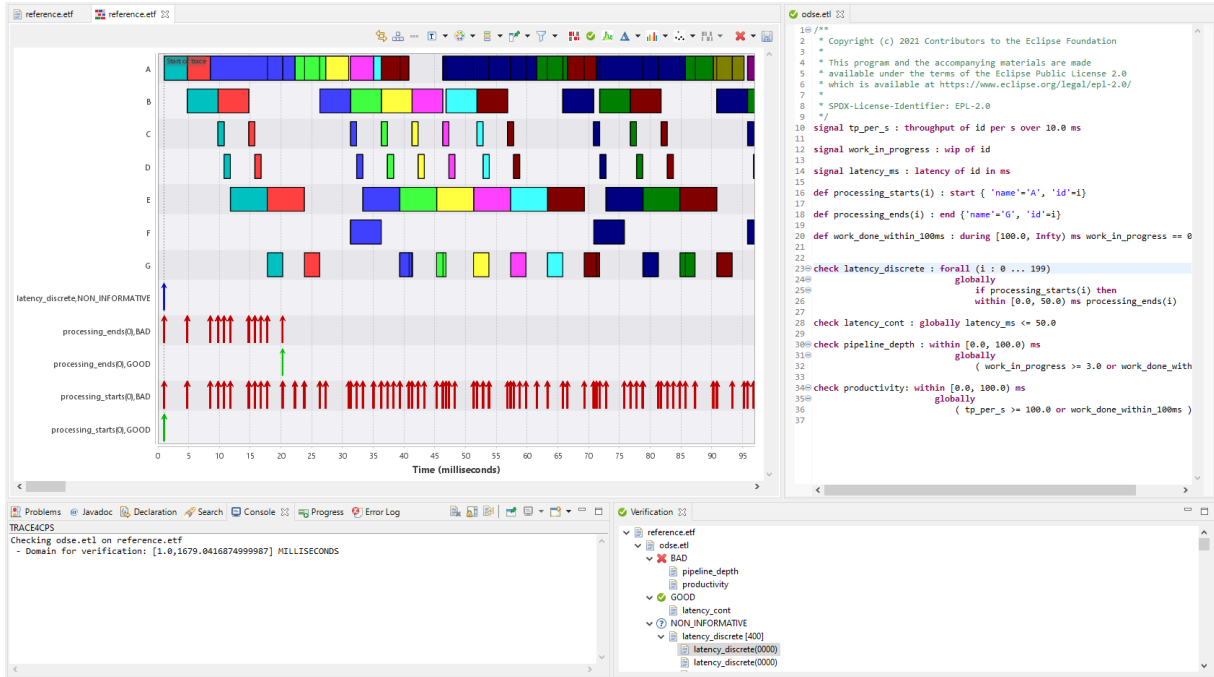 reference.etf
reference.etf
Start of trace
A
B
C
D
E
F
G
latency_discrete,NON_INFORMATIVE
processing_ends(0),BAD
processing_ends(0),GOOD
processing_starts(0),BAD
processing_starts(0),GOOD
0 5 10 15 20 25 30 35 40 45 50 55 60 65 70 75 80 85 90 95
Time (milliseconds)
odse.etl
1 /**
2 * Copyright (c) 2021 Contributors to the Eclipse Foundation
3 *
4 * This program and the accompanying materials are made
5 * available under the terms of the Eclipse Public License 2.0
6 * which is available at https://www.eclipse.org/legal/epl-2.0/
7 *
8 * SPDX-License-Identifier: EPL-2.0
9 */
10 signal tp_per_s : throughput of id per s over 10.0 ms
11
12 signal work_in_progress : wip of id
13
14 signal latency_ms : latency of id in ms
15
16 def processing_starts(i) : start { 'name'='A', 'id'=i}
17
18 def processing_ends(i) : end {'name'='G', 'id'=i}
19
20 def work_done_within_100ms : during [100.0, Infty) ms work_in_progress == 0
21
22
23 check latency_discrete : forall (i : 0 ... 199)
24 globally
25 if processing_starts(i) then
26 within [0.0, 50.0) ms processing_ends(i)
27
28 check latency_cont : globally latency_ms <= 50.0
29
30 check pipeline_depth : within [0.0, 100.0) ms
31 globally
32 ( work_in_progress >= 3.0 or work_done_with
33
34 check productivity: within [0.0, 100.0) ms
35 globally
36 ( tp_per_s >= 100.0 or work_done_within_100ms )
37
Problems
Javadoc
Declaration
Search
Console
Progress
Error Log
TRACE4CPS
Checking odse.etl on reference.etf
- Domain for verification: [1.0,1679.0416874999987] MILLISECONDS
Verification
reference.etf
odse.etl
BAD
pipeline_depth
productivity
GOOD
latency_cont
NON_INFORMATIVE
latency_discrete [400]
latency_discrete(0000)
latency_discrete(0000)